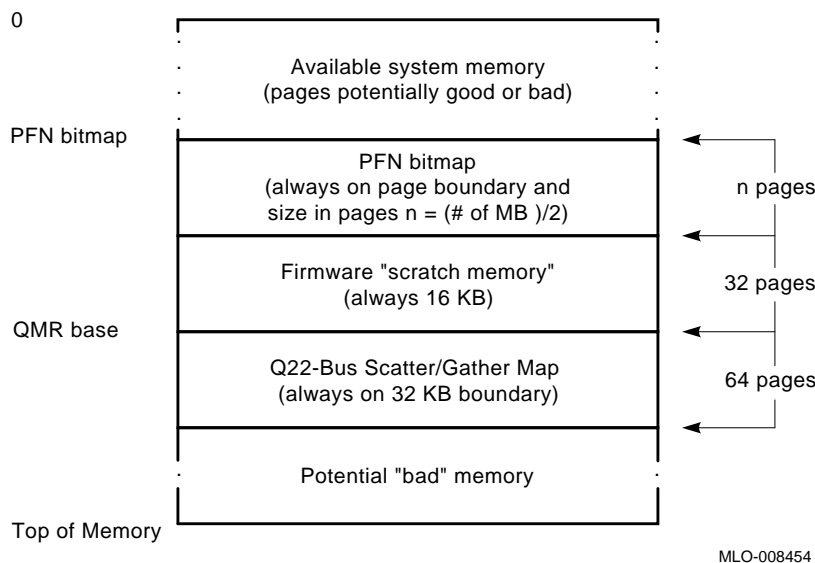 0
Available system memory
(pages potentially good or bad)
PFN bitmap
PFN bitmap
(always on page boundary and
size in pages n = (# of MB )/2)
n pages
Firmware "scratch memory"
(always 16 KB)
32 pages
QMR base
Q22-Bus Scatter/Gather Map
(always on 32 KB boundary)
64 pages
Potential "bad" memory
Top of Memory
MLO-008454